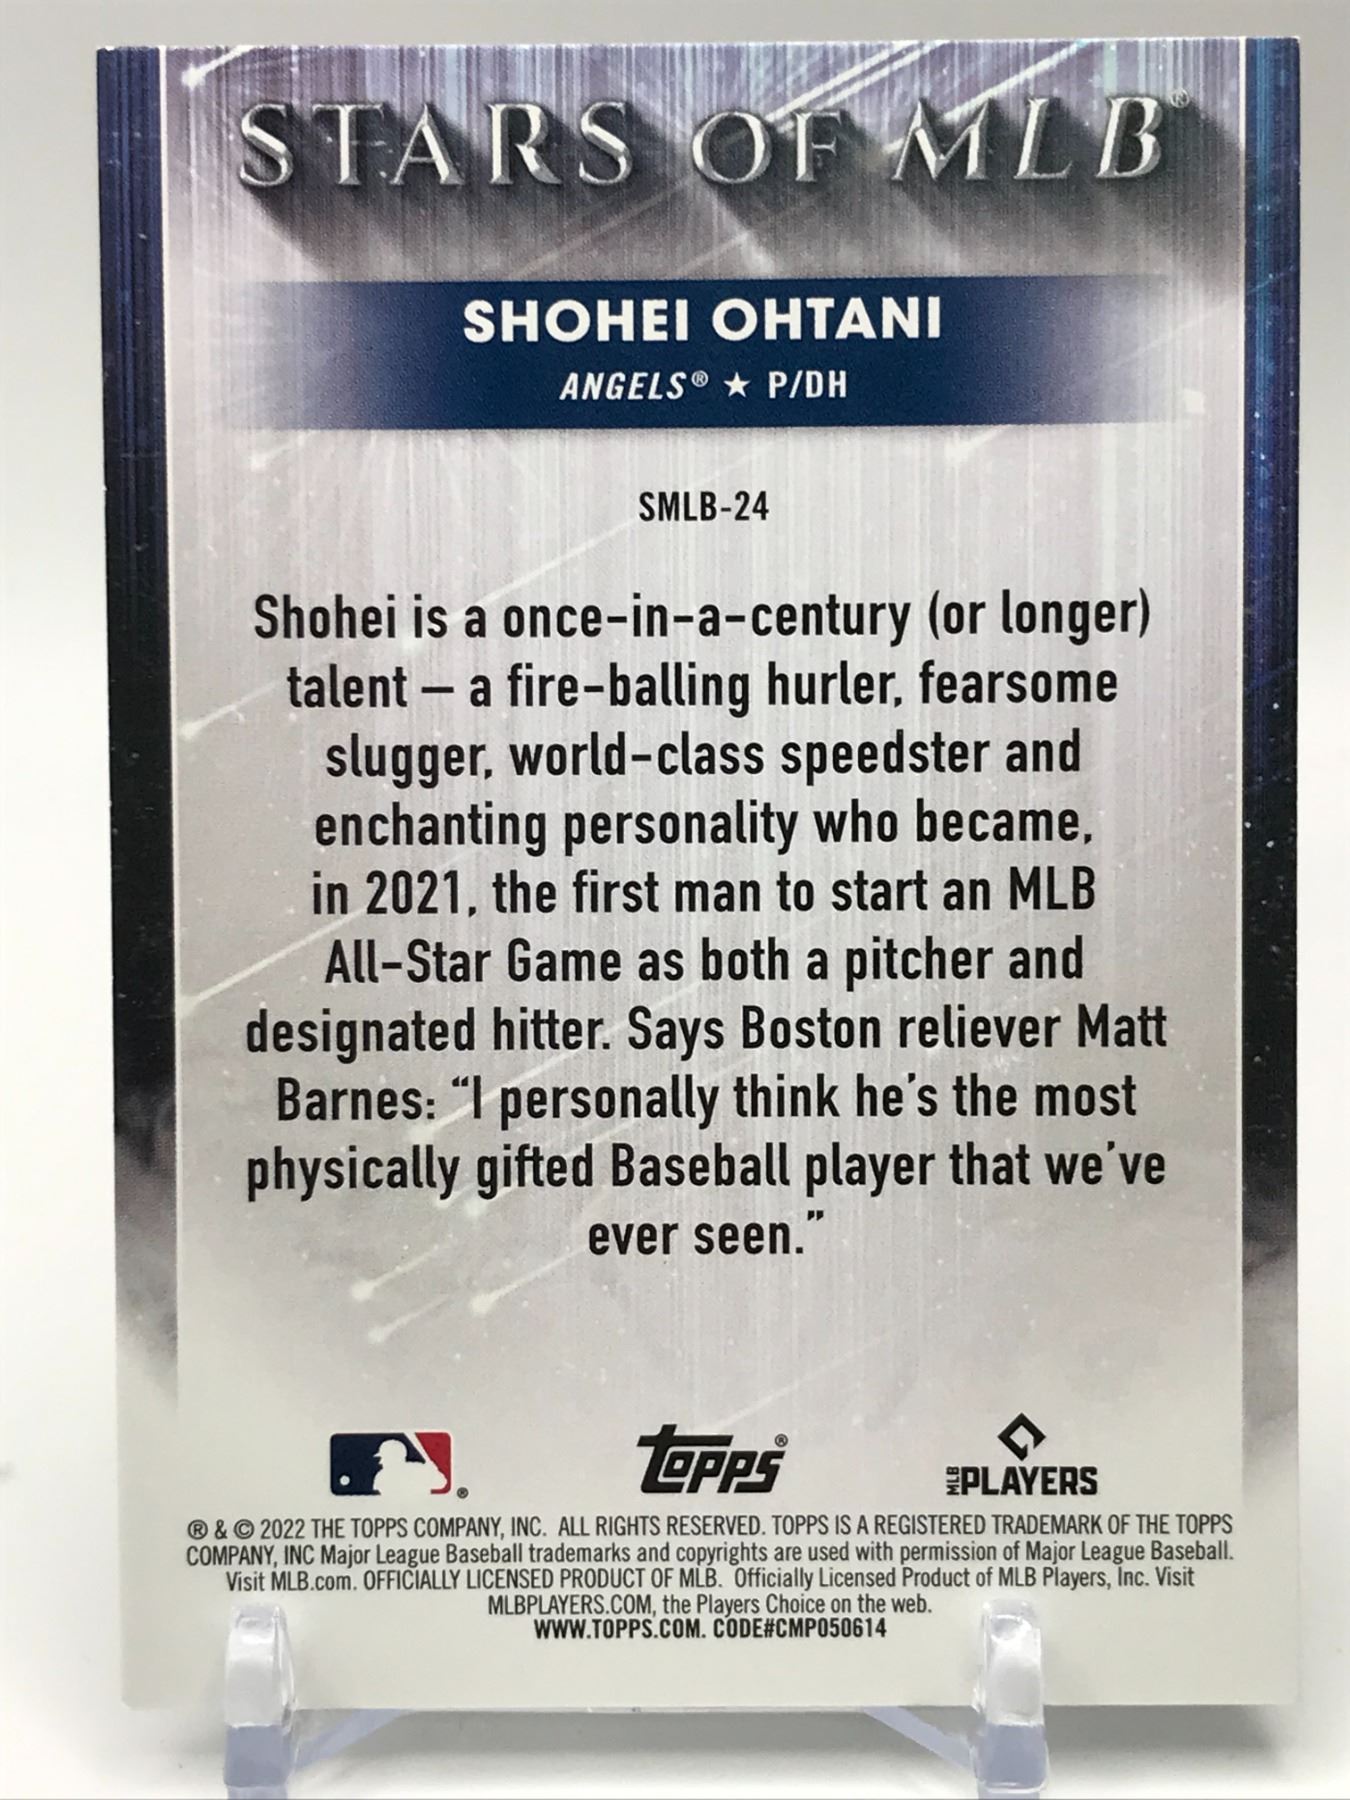 STARS OF MLB®
SHOHEI OHTANI
ANGELS® ★ P/DH
SMLB-24
Shohei is a once-in-a-century (or longer)
talent – a fire-balling hurler, fearsome
slugger, world-class speedster and
enchanting personality who became,
in 2021, the first man to start an MLB
All-Star Game as both a pitcher and
designated hitter. Says Boston reliever Matt
Barnes: “I personally think he's the most
physically gifted Baseball player that we've
ever seen.”
topps®
MLB PLAYERS
® & © 2022 THE TOPPS COMPANY, INC. ALL RIGHTS RESERVED. TOPPS IS A REGISTERED TRADEMARK OF THE TOPPS
COMPANY, INC Major League Baseball trademarks and copyrights are used with permission of Major League Baseball.
Visit MLB.com. OFFICIALLY LICENSED PRODUCT OF MLB. Officially Licensed Product of MLB Players, Inc. Visit
MLBPLAYERS.COM, the Players Choice on the web.
WWW.TOPPS.COM. CODE#CMP050614